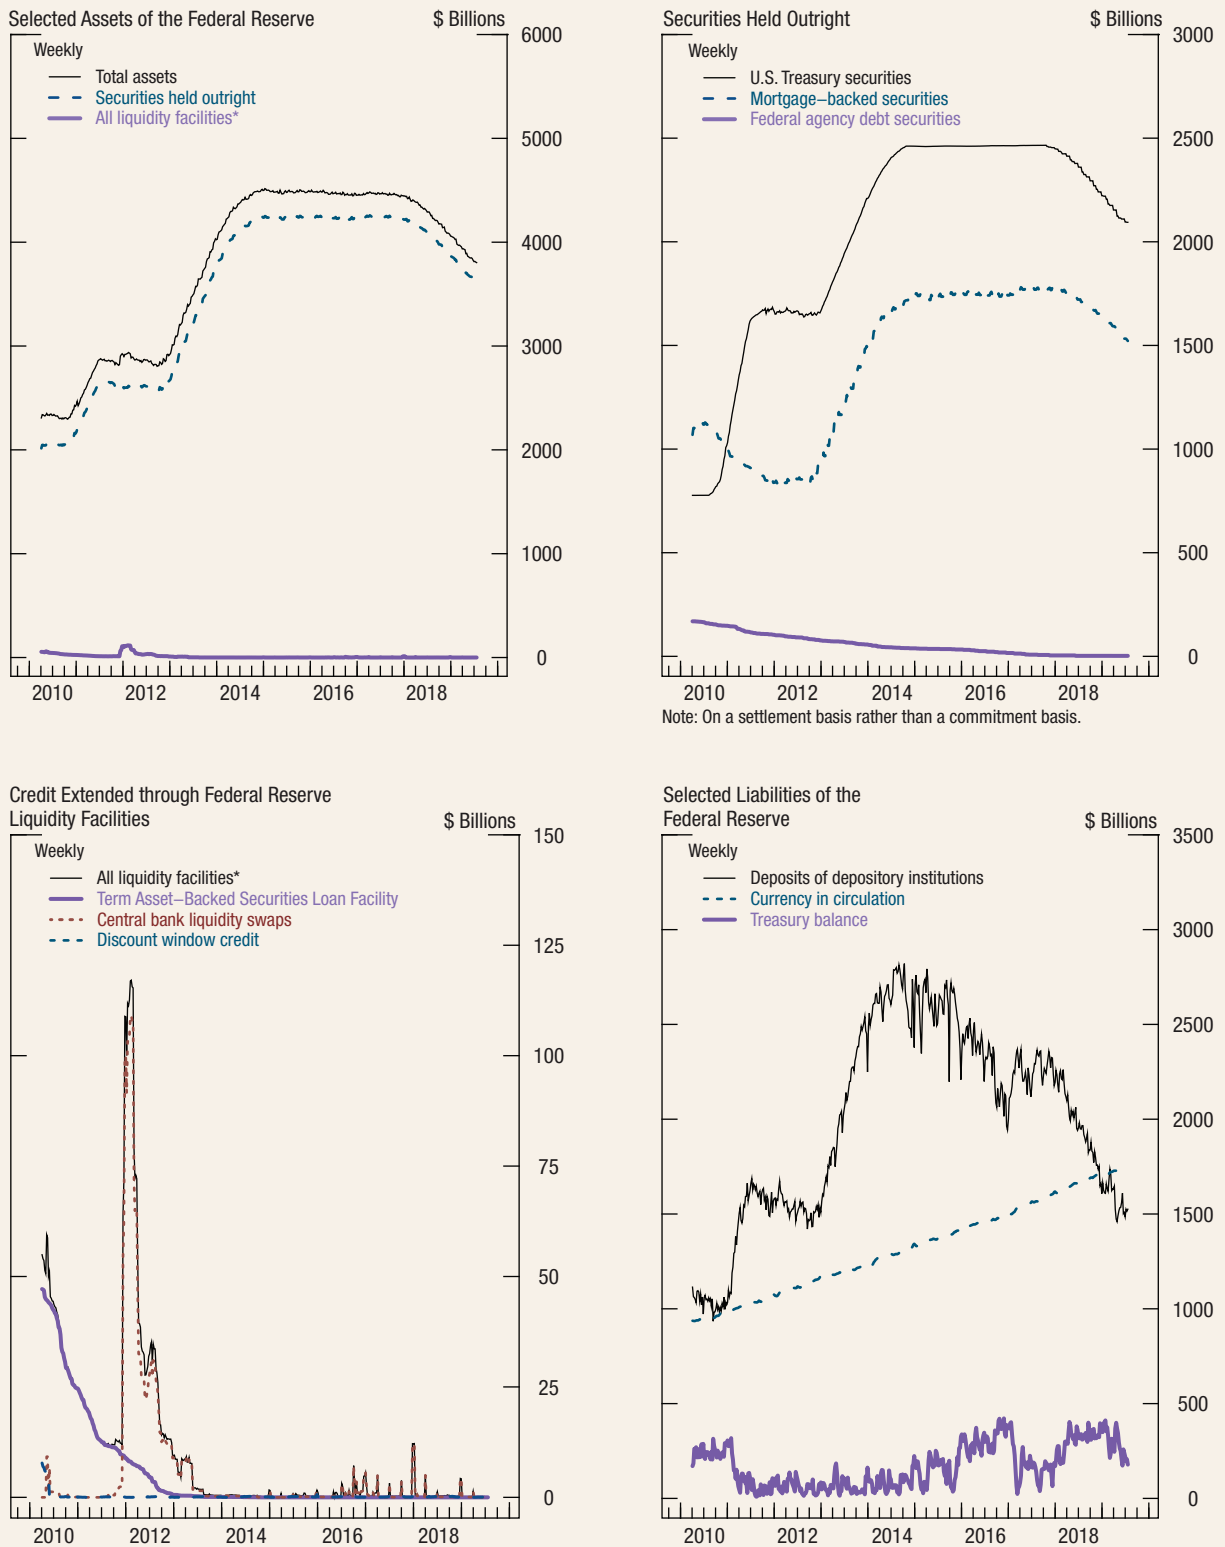 Selected Assets of the Federal Reserve $ Billions
Weekly
Total assets
Securities held outright
All liquidity facilities*
6000
5000
4000
3000
2000
1000
0
2010 2012 2014 2016 2018
Securities Held Outright $ Billions
Weekly
U.S. Treasury securities
Mortgage–backed securities
Federal agency debt securities
3000
2500
2000
1500
1000
500
0
2010 2012 2014 2016 2018
Note: On a settlement basis rather than a commitment basis.
Credit Extended through Federal Reserve
Liquidity Facilities $ Billions
Weekly
All liquidity facilities*
Term Asset–Backed Securities Loan Facility
Central bank liquidity swaps
Discount window credit
150
125
100
75
50
25
0
2010 2012 2014 2016 2018
Selected Liabilities of the
Federal Reserve $ Billions
Weekly
Deposits of depository institutions
Currency in circulation
Treasury balance
3500
3000
2500
2000
1500
1000
500
0
2010 2012 2014 2016 2018